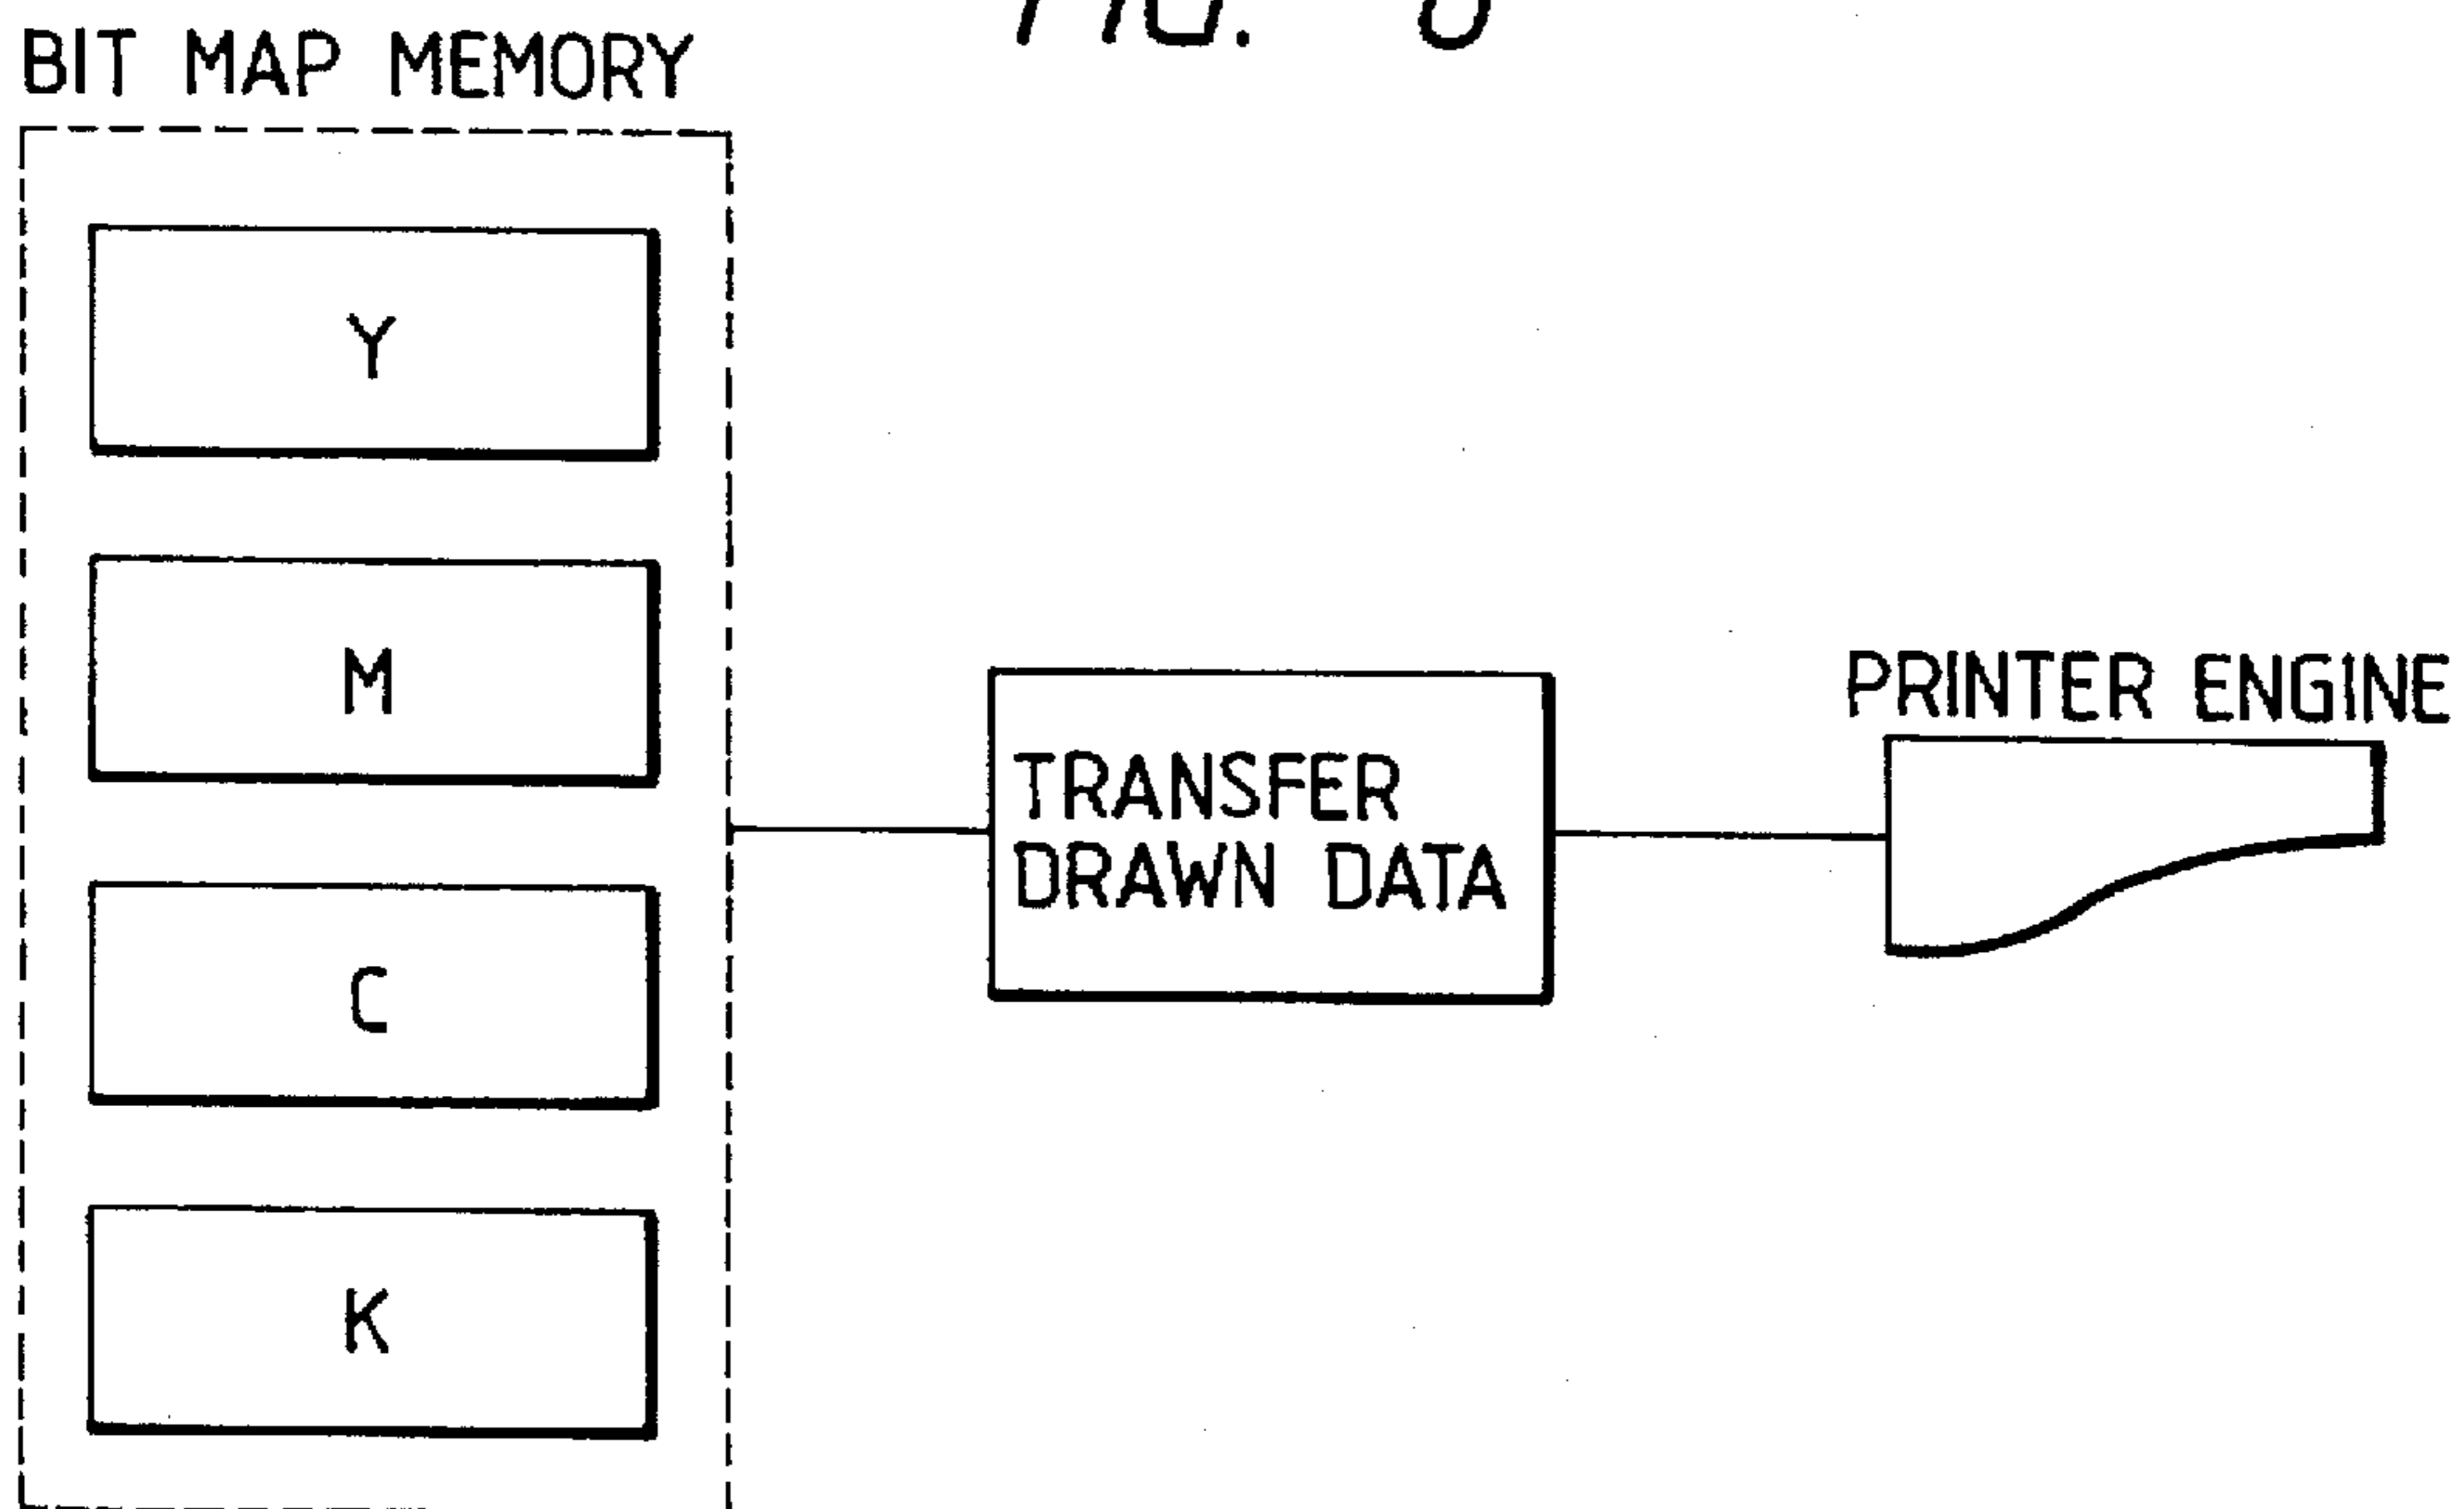 BIT MAP MEMORY
Y
M
C
K
TRANSFER
DRAWN DATA
PRINTER ENGINE